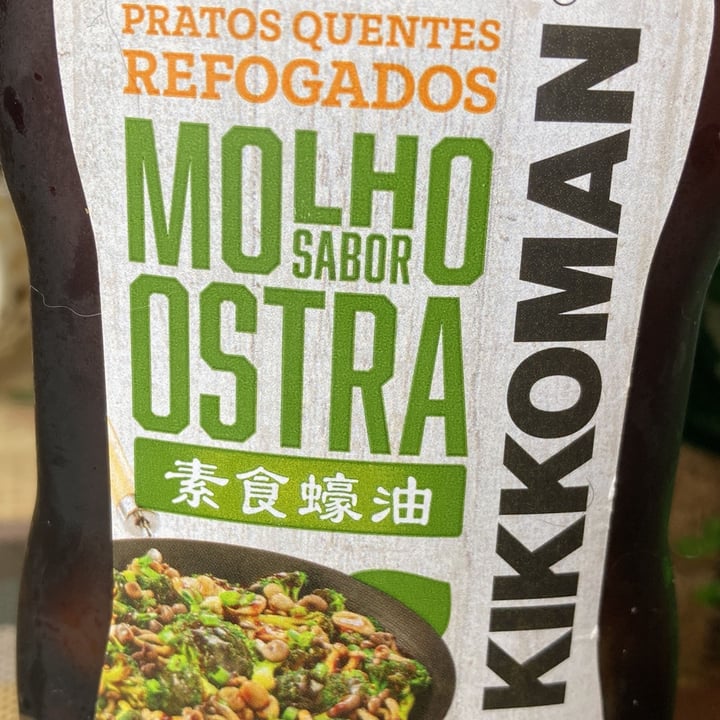 PRATOS QUENTES
REFOGADOS
MOLHO
SABOR
OSTRA
素食蠔油
KIKKOMAN